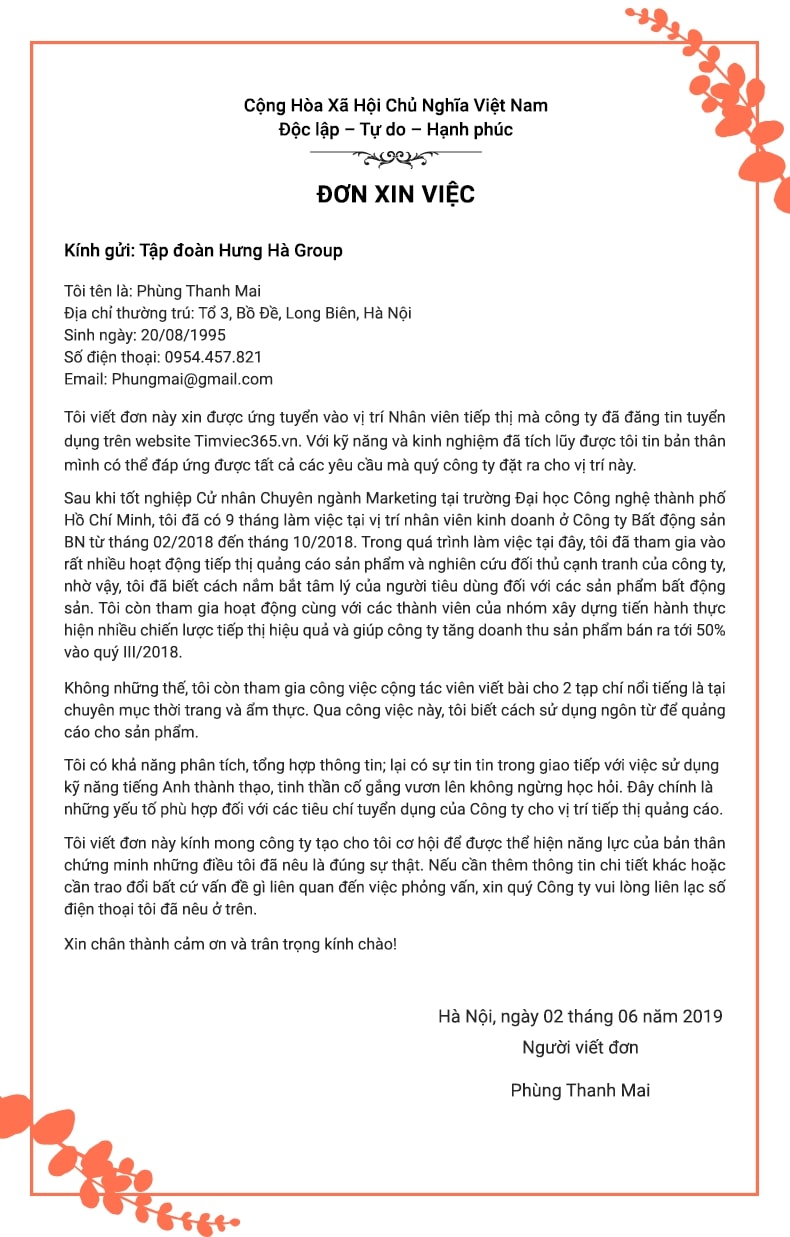 Cộng Hòa Xã Hội Chủ Nghĩa Việt Nam
Độc lập – Tự do – Hạnh phúc
ĐƠN XIN VIỆC
Kính gửi: Tập đoàn Hưng Hà Group
Tôi tên là: Phùng Thanh Mai
Địa chỉ thường trú: Tổ 3, Bồ Đề, Long Biên, Hà Nội
Sinh ngày: 20/08/1995
Số điện thoại: 0954.457.821
Email: Phungmai@gmail.com
Tôi viết đơn này xin được ứng tuyển vào vị trí Nhân viên tiếp thị mà công ty đã đăng tin tuyển
dụng trên website Timviec365.vn. Với kỹ năng và kinh nghiệm đã tích lũy được tôi tin bản thân
mình có thể đáp ứng được tất cả các yêu cầu mà quý công ty đặt ra cho vị trí này.
Sau khi tốt nghiệp Cử nhân Chuyên ngành Marketing tại trường Đại học Công nghệ thành phố
Hồ Chí Minh, tôi đã có 9 tháng làm việc tại vị trí nhân viên kinh doanh ở Công ty Bất động sản
BN từ tháng 02/2018 đến tháng 10/2018. Trong quá trình làm việc tại đây, tôi đã tham gia vào
rất nhiều hoạt động tiếp thị quảng cáo sản phẩm và nghiên cứu đối thủ cạnh tranh của công ty,
nhờ vậy, tôi đã biết cách nắm bắt tâm lý của người tiêu dùng đối với các sản phẩm bất động
sản. Tôi còn tham gia hoạt động cùng với các thành viên của nhóm xây dựng tiến hành thực
hiện nhiều chiến lược tiếp thị hiệu quả và giúp công ty tăng doanh thu sản phẩm bán ra tới 50%
vào quý III/2018.
Không những thế, tôi còn tham gia công việc cộng tác viên viết bài cho 2 tạp chí nổi tiếng là tại
chuyên mục thời trang và ẩm thực. Qua công việc này, tôi biết cách sử dụng ngôn từ để quảng
cáo cho sản phẩm.
Tôi có khả năng phân tích, tổng hợp thông tin; lại có sự tin tin trong giao tiếp với việc sử dụng
kỹ năng tiếng Anh thành thạo, tinh thần cố gắng vươn lên không ngừng học hỏi. Đây chính là
những yếu tố phù hợp đối với các tiêu chí tuyển dụng của Công ty cho vị trí tiếp thị quảng cáo.
Tôi viết đơn này kính mong công ty tạo cho tôi cơ hội để được thể hiện năng lực của bản thân
chứng minh những điều tôi đã nêu là đúng sự thật. Nếu cần thêm thông tin chi tiết khác hoặc
cần trao đổi bất cứ vấn đề gì liên quan đến việc phỏng vấn, xin quý Công ty vui lòng liên lạc số
điện thoại tôi đã nêu ở trên.
Xin chân thành cảm ơn và trân trọng kính chào!
Hà Nội, ngày 02 tháng 06 năm 2019
Người viết đơn
Phùng Thanh Mai